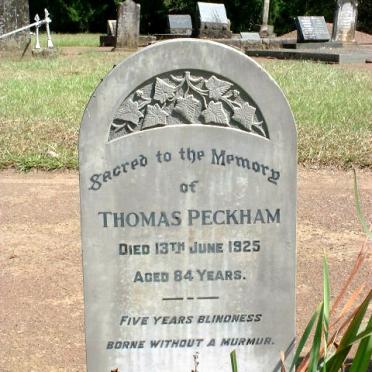 Sacred to the Memory
of
THOMAS PECKHAM
DIED 13TH JUNE 1925
AGED 84 YEARS.
FIVE YEARS BLINDNESS
BORNE WITHOUT A MURMUR.